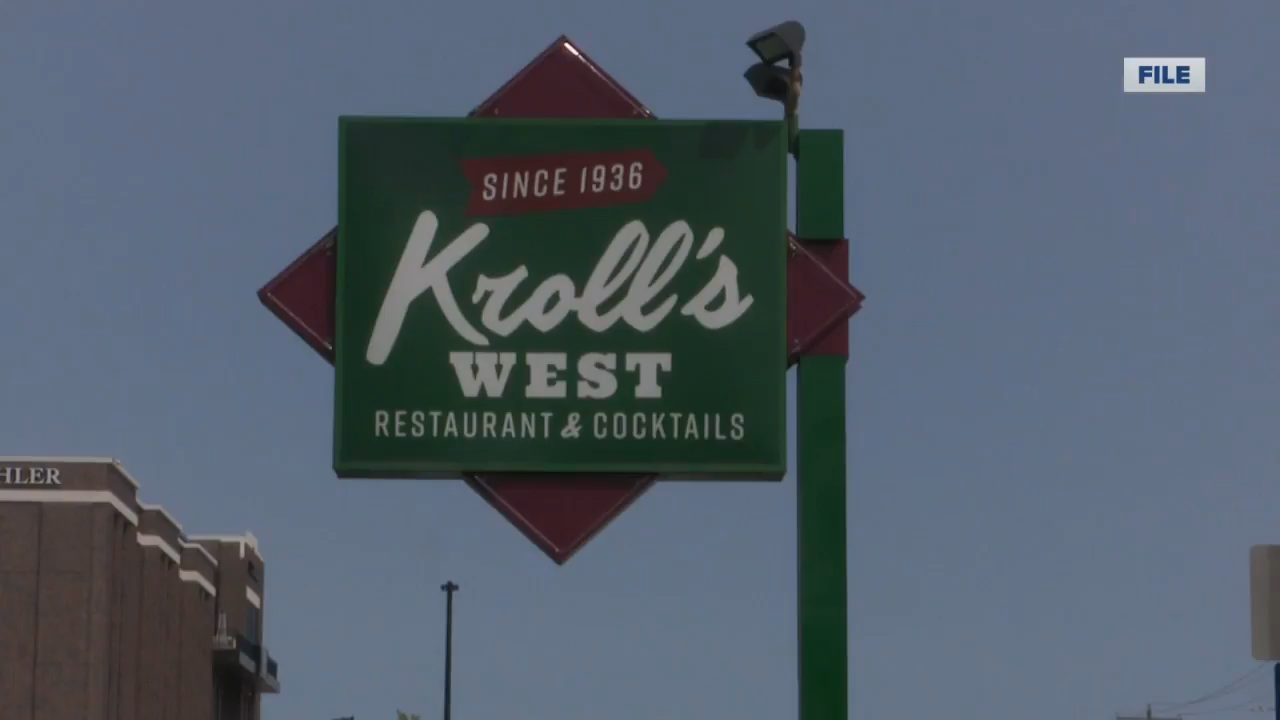 FILE
SINCE 1936
Kroll's
WEST
RESTAURANT & COCKTAILS
HLER